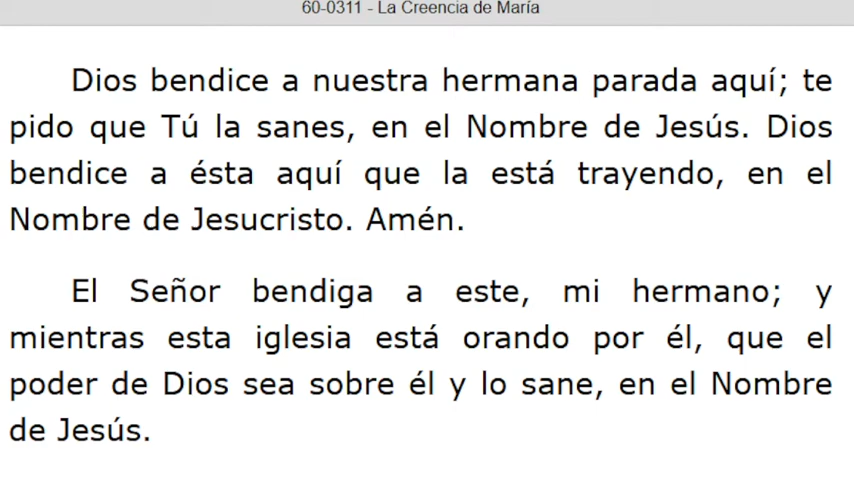 60-0311 - La Creencia de María
Dios bendice a nuestra hermana parada aquí; te
pido que Tú la sanes, en el Nombre de Jesús. Dios
bendice a ésta aquí que la está trayendo, en el
Nombre de Jesucristo. Amén.
El Señor bendiga a este, mi hermano; y
mientras esta iglesia está orando por él, que el
poder de Dios sea sobre él y lo sane, en el Nombre
de Jesús.